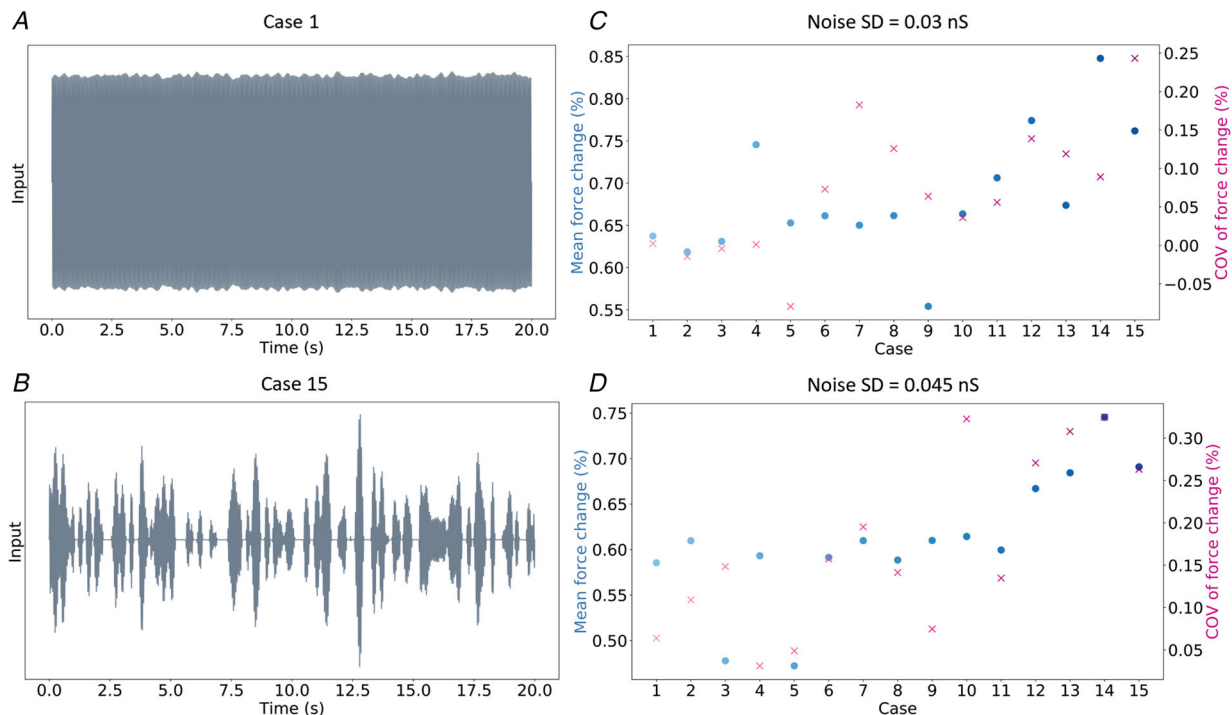 A
Case 1
Input
0.0 2.5 5.0 7.5 10.0 12.5 15.0 17.5 20.0
Time (s)
B
Case 15
Input
0.0 2.5 5.0 7.5 10.0 12.5 15.0 17.5 20.0
Time (s)
C
Noise SD = 0.03 nS
Mean force change (%)
0.85
0.80
0.75
0.70
0.65
0.60
0.55
COV of force change (%)
0.25
0.20
0.15
0.10
0.05
0.00
−0.05
1 2 3 4 5 6 7 8 9 10 11 12 13 14 15
Case
D
Noise SD = 0.045 nS
Mean force change (%)
0.75
0.70
0.65
0.60
0.55
0.50
COV of force change (%)
0.30
0.25
0.20
0.15
0.10
0.05
1 2 3 4 5 6 7 8 9 10 11 12 13 14 15
Case